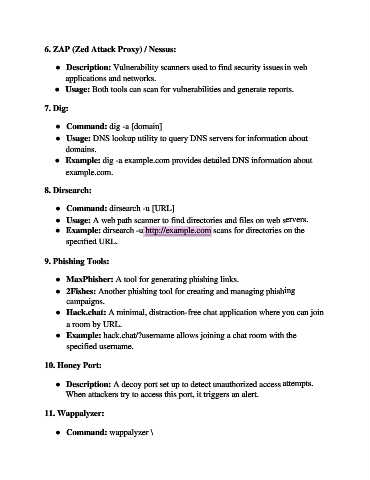 6. ZAP (Zed Attack Proxy) / Nessus:
● Description: Vulnerability scanners used to find security issues in web
applications and networks.
● Usage: Both tools can scan for vulnerabilities and generate reports.
7. Dig:
● Command: dig -a [domain]
● Usage: DNS lookup utility to query DNS servers for information about
domains.
● Example: dig -a example.com provides detailed DNS information about
example.com.
8. Dirsearch:
● Command: dirsearch -u [URL]
● Usage: A web path scanner to find directories and files on web servers.
● Example: dirsearch -u http://example.com scans for directories on the
specified URL.
9. Phishing Tools:
● MaxPhisher: A tool for generating phishing links.
● 2Fishes: Another phishing tool for creating and managing phishing
campaigns.
● Hack.chat: A minimal, distraction-free chat application where you can join
a room by URL.
● Example: hack.chat/?username allows joining a chat room with the
specified username.
10. Honey Port:
● Description: A decoy port set up to detect unauthorized access attempts.
When attackers try to access this port, it triggers an alert.
11. Wappalyzer:
● Command: wappalyzer \